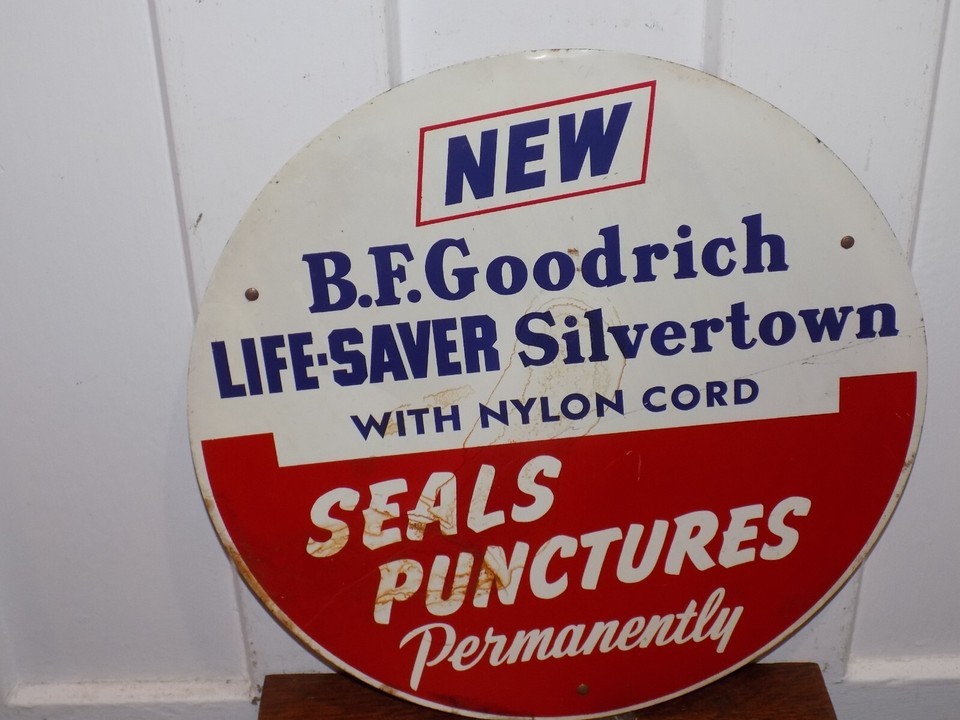 NEW
B.F.Goodrich
LIFE-SAVER Silvertown
WITH NYLON CORD
SEALS
PUNCTURES
Permanently